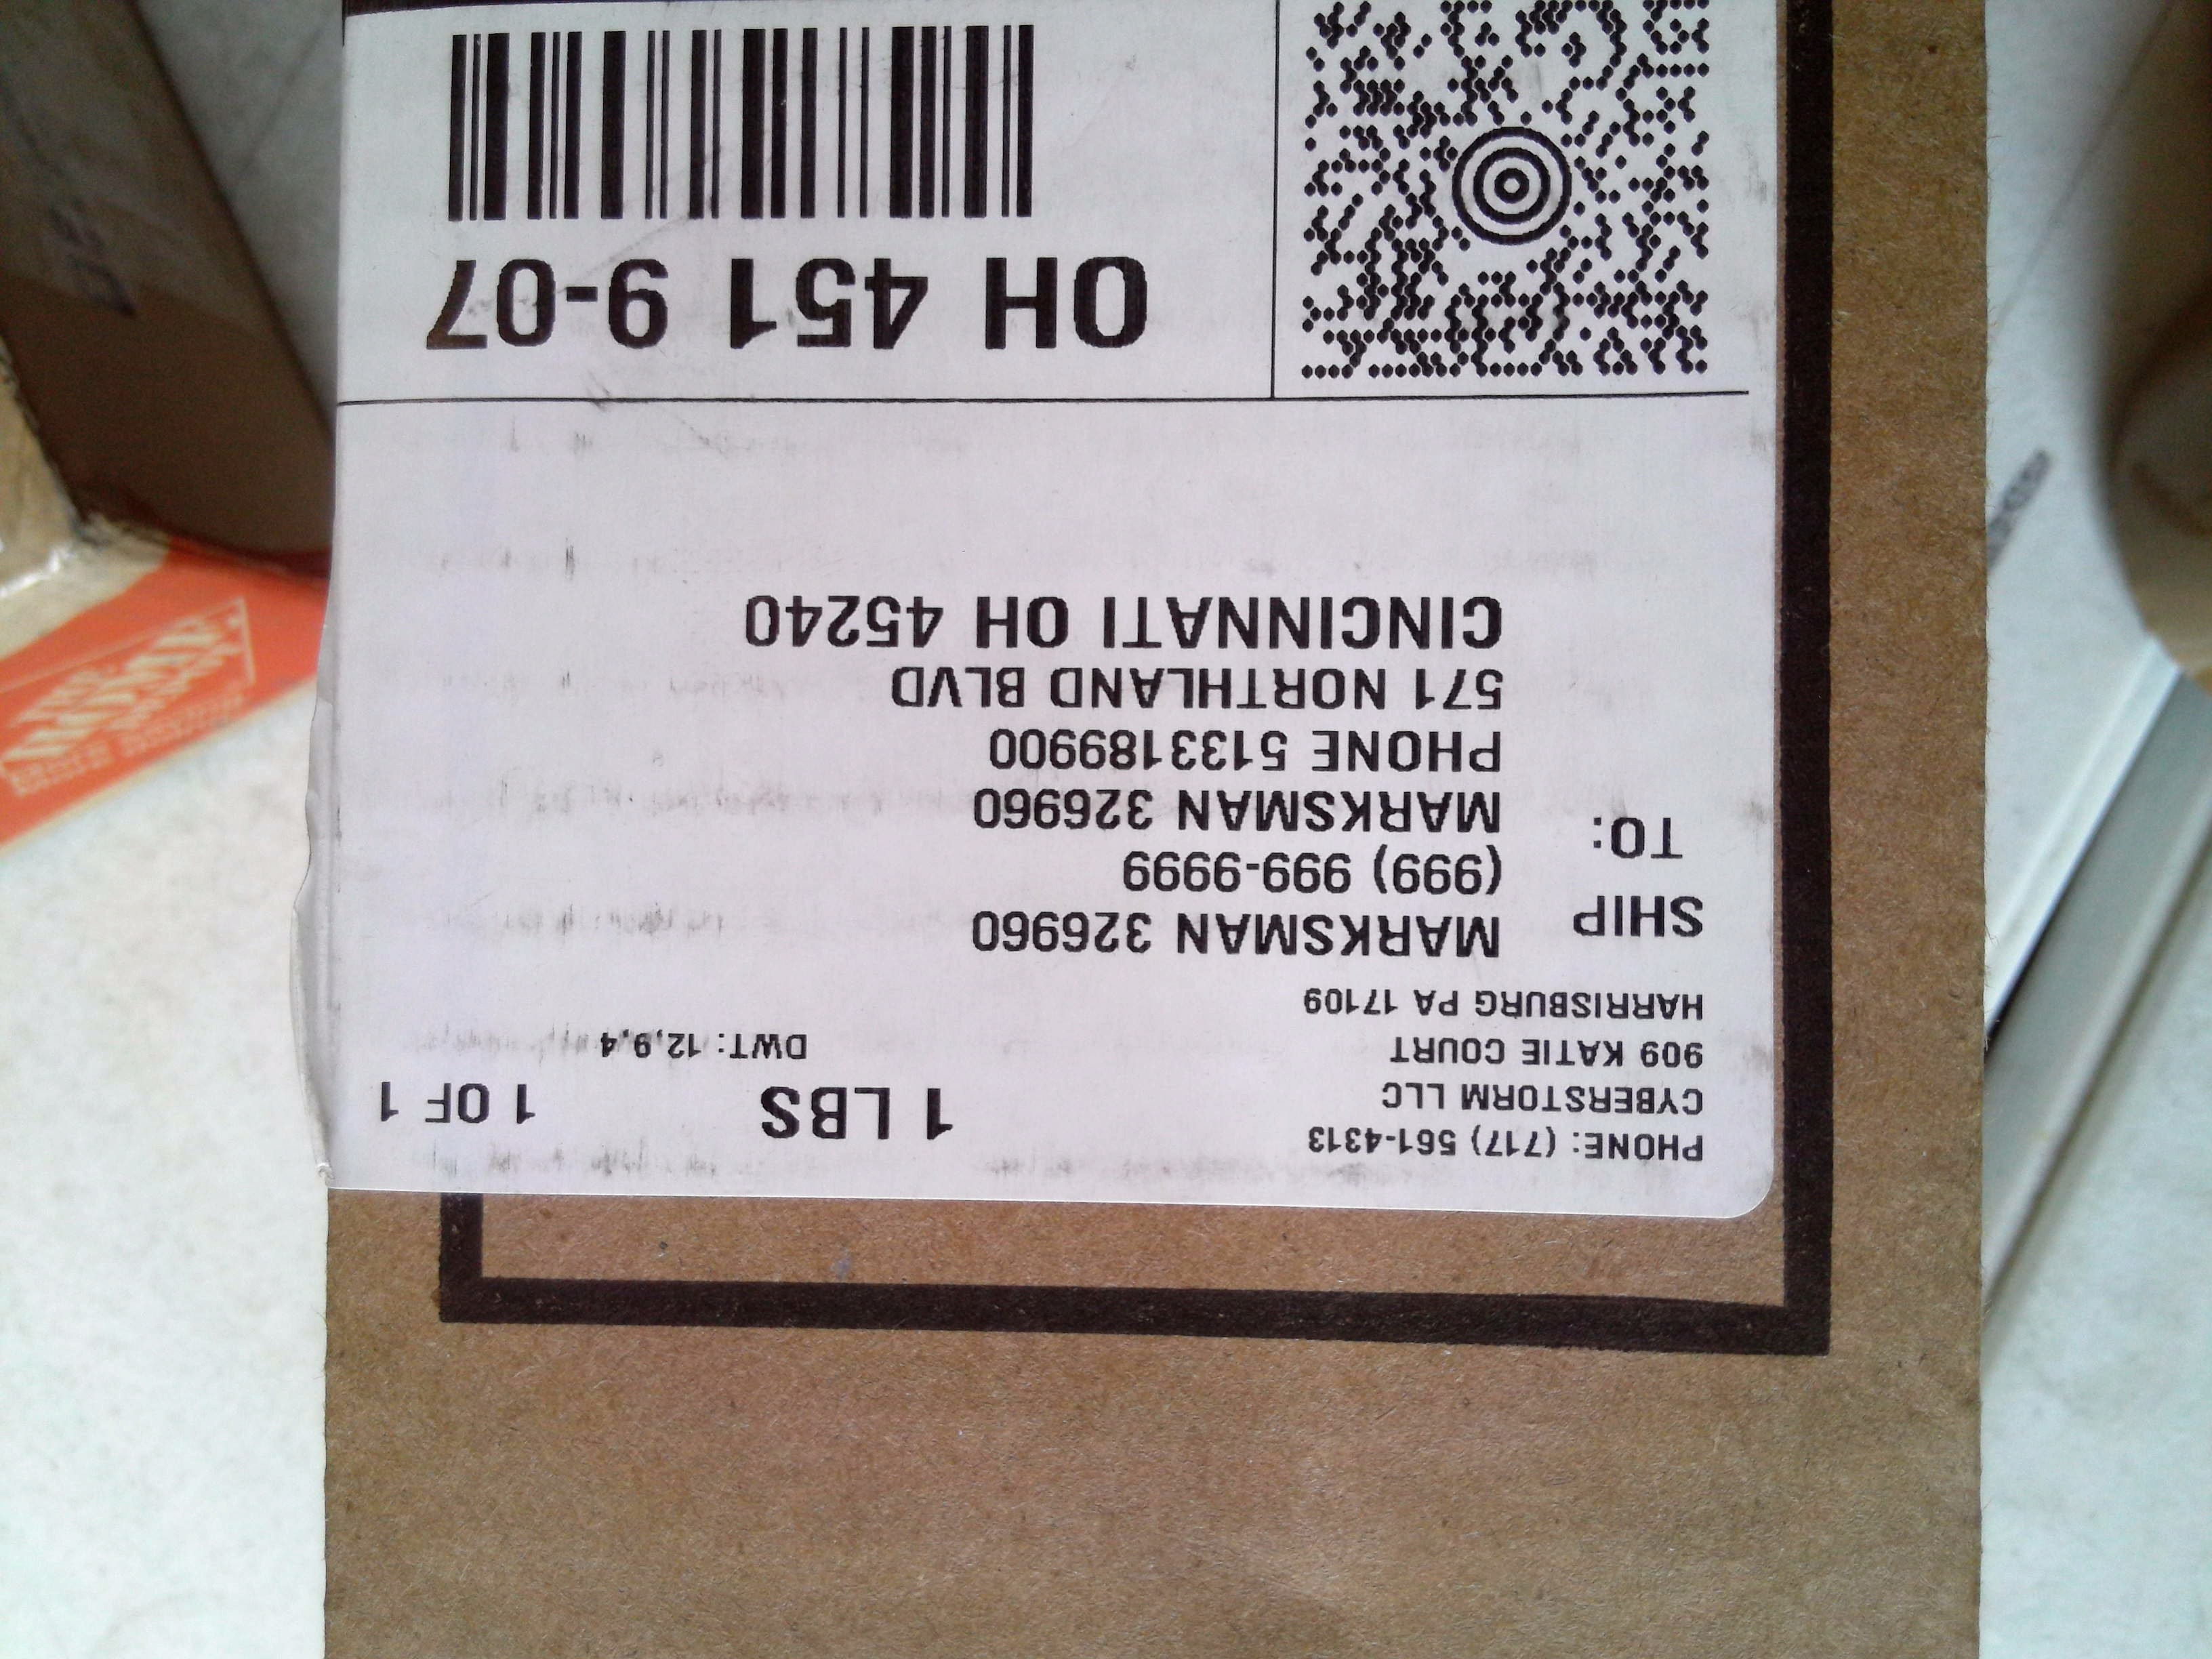 PHONE: (717) 561-4313
CYBERSTORM LLC
909 KATIE COURT
HARRISBURG PA 17109
1 LBS
1 OF 1
DWT: 12,9,4
SHIP
TO:
MARKSMAN 326960
(999) 999-9999
MARKSMAN 326960
PHONE 5133189900
571 NORTHLAND BLVD
CINCINNATI OH 45240
OH 451 9-07
THE
HOME